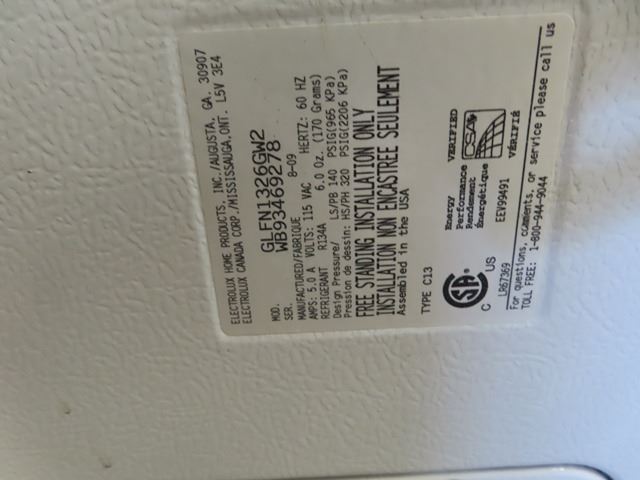 ELECTROLUX HOME PRODUCTS, INC./AUGUSTA, GA. 30907
ELECTROLUX CANADA CORP./MISSISSAUGA,ONT. L5V 3E4
MOD. GLFN1326GW2
SER. WB93469278
MANUFACTURED/FABRIQUE 8-09
AMPS: 5.0 A VOLTS: 115 VAC HERTZ: 60 HZ
REFRIGERANT R134A 6.0 Oz. (170 Grams)
Design Pressure/ LS/PB 140 PSIG(965 KPa)
Pression de dessin: HS/PH 320 PSIG(2206 KPa)
FREE STANDING INSTALLATION ONLY
INSTALLATION NON ENCASTREE SEULEMENT
Assembled in the USA
TYPE C13
Energy
Performance
Rendement
Énergétique
VERIFIED
CSA
VÉRIFIÉ
EEV99491
C SA US
LR67369
For questions, comments, or service please call us
TOLL FREE: 1-800-944-9044